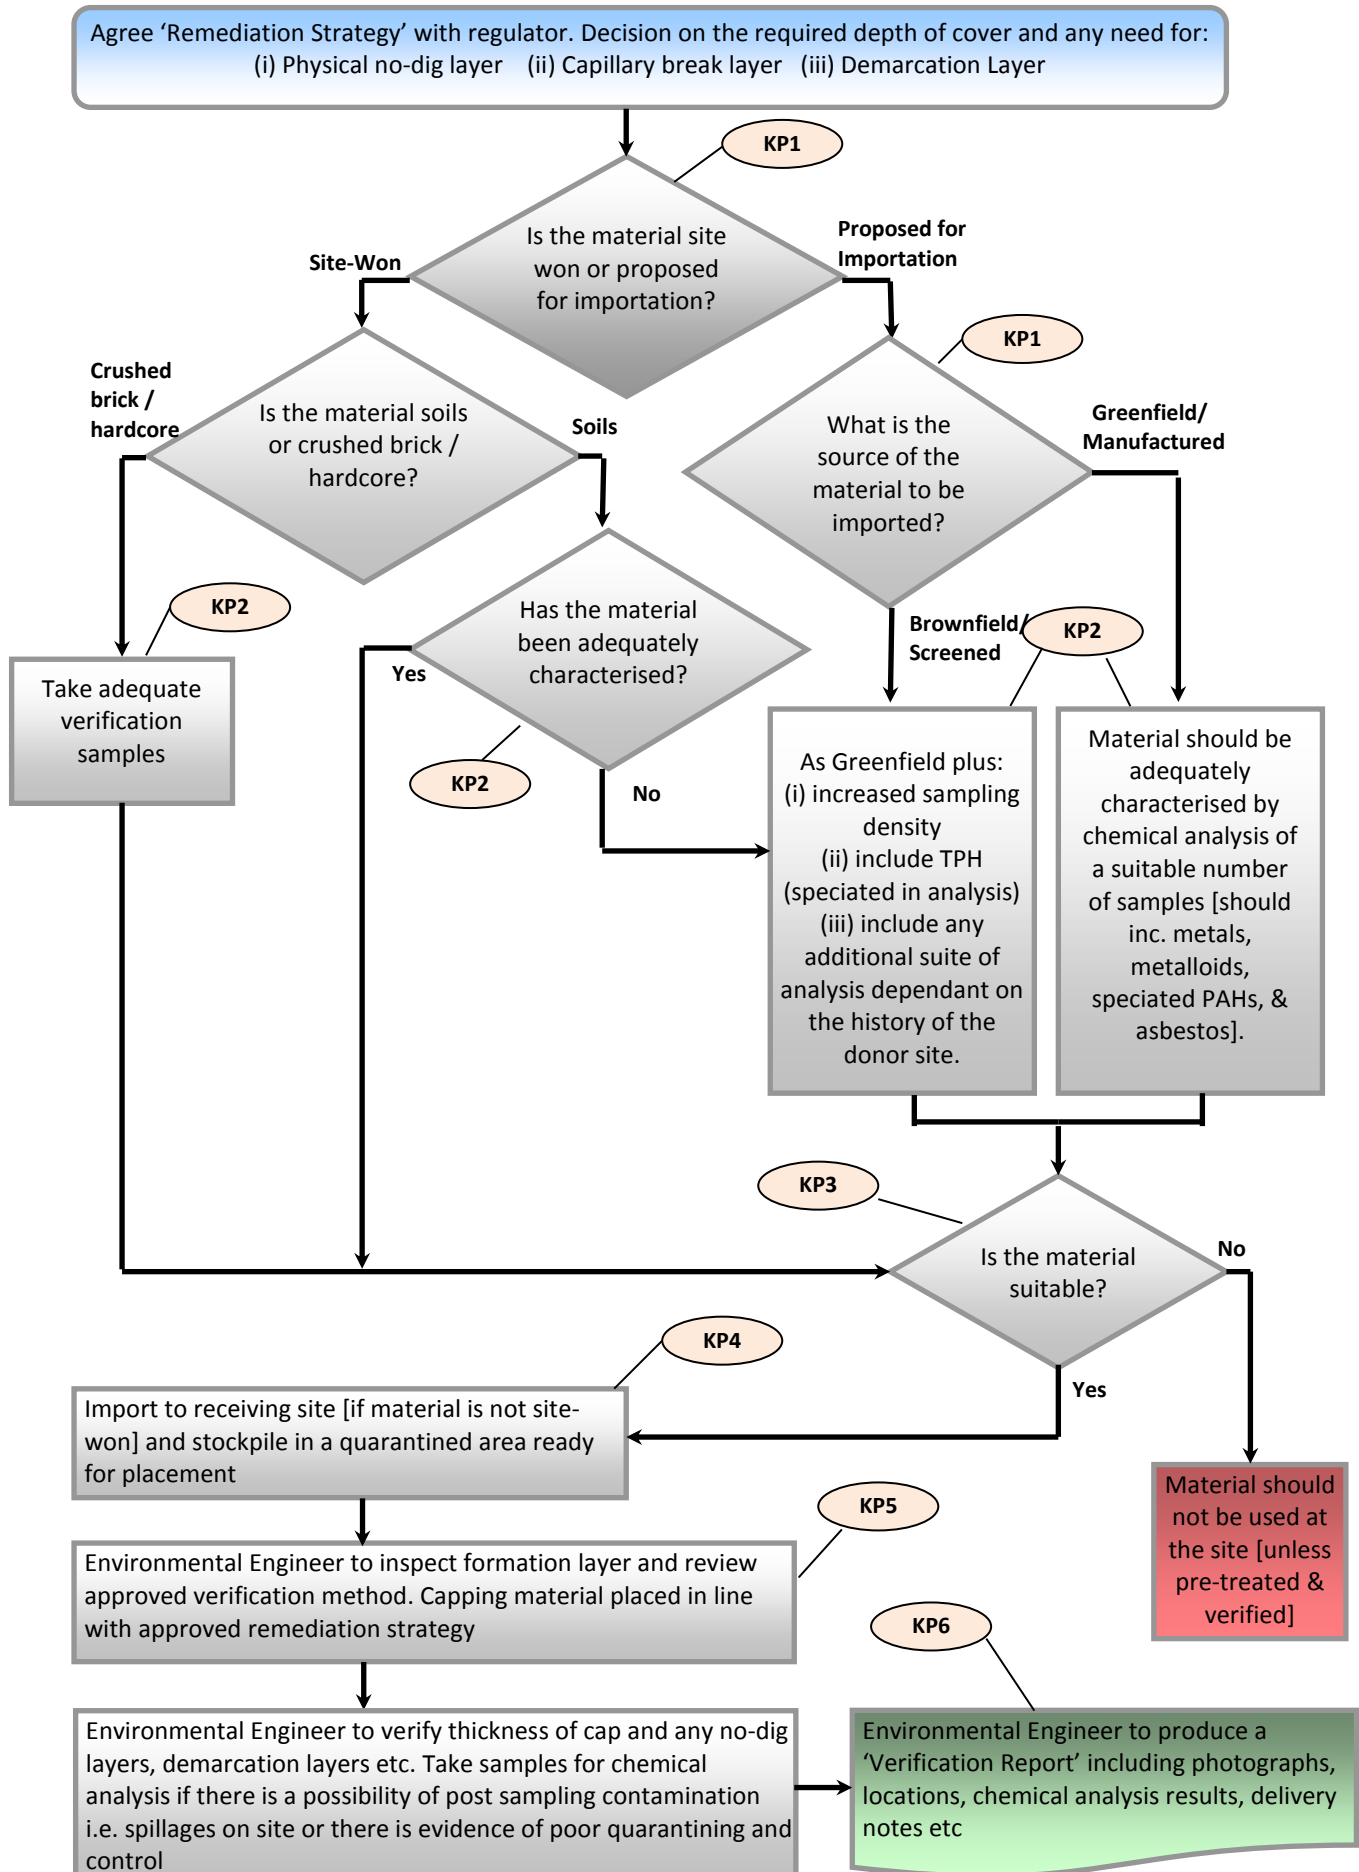 Agree ‘Remediation Strategy’ with regulator. Decision on the required depth of cover and any need for:
(i) Physical no-dig layer (ii) Capillary break layer (iii) Demarcation Layer
KP1
Is the material site
won or proposed
for importation?
Site-Won
Proposed for
Importation
KP1
Crushed
brick /
hardcore
Is the material soils
or crushed brick /
hardcore?
Soils
What is the
source of the
material to be
imported?
Greenfield/
Manufactured
KP2
Has the material
been adequately
characterised?
Yes
Brownfield/
Screened
KP2
Take adequate
verification
samples
KP2
No
As Greenfield plus:
(i) increased sampling
density
(ii) include TPH
(speciated in analysis)
(iii) include any
additional suite of
analysis dependant on
the history of the
donor site.
Material should be
adequately
characterised by
chemical analysis of
a suitable number
of samples [should
inc. metals,
metalloids,
speciated PAHs, &
asbestos].
KP3
Is the material
suitable?
No
Yes
KP4
Import to receiving site [if material is not site-
won] and stockpile in a quarantined area ready
for placement
Material should
not be used at
the site [unless
pre-treated &
verified]
KP5
Environmental Engineer to inspect formation layer and review
approved verification method. Capping material placed in line
with approved remediation strategy
KP6
Environmental Engineer to verify thickness of cap and any no-dig
layers, demarcation layers etc. Take samples for chemical
analysis if there is a possibility of post sampling contamination
i.e. spillages on site or there is evidence of poor quarantining and
control
Environmental Engineer to produce a
‘Verification Report’ including photographs,
locations, chemical analysis results, delivery
notes etc